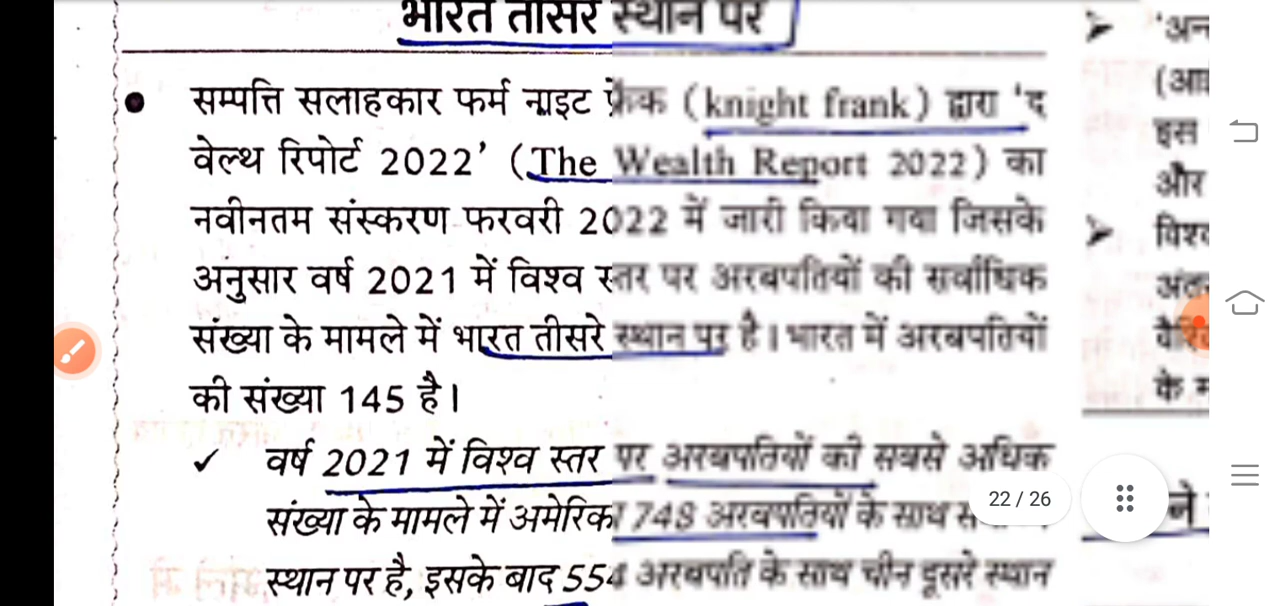 भारत तीसरे स्थान पर
सम्पत्ति सलाहकार फर्म नाइट फ्रैंक (knight frank) द्वारा 'द
वेल्थ रिपोर्ट 2022' (The Wealth Report 2022) का
नवीनतम संस्करण फरवरी 2022 में जारी किया गया जिसके
अनुसार वर्ष 2021 में विश्व स्तर पर अरबपतियों की सर्वाधिक
संख्या के मामले में भारत तीसरे स्थान पर है। भारत में अरबपतियों
की संख्या 145 है।
✓ वर्ष 2021 में विश्व स्तर पर अरबपतियों की सबसे अधिक
संख्या के मामले में अमेरिका 748 अरबपतियों के साथ
स्थान पर है, इसके बाद 554 अरबपति के साथ चीन दूसरे स्थान
इस
और
के
ने
22 / 26